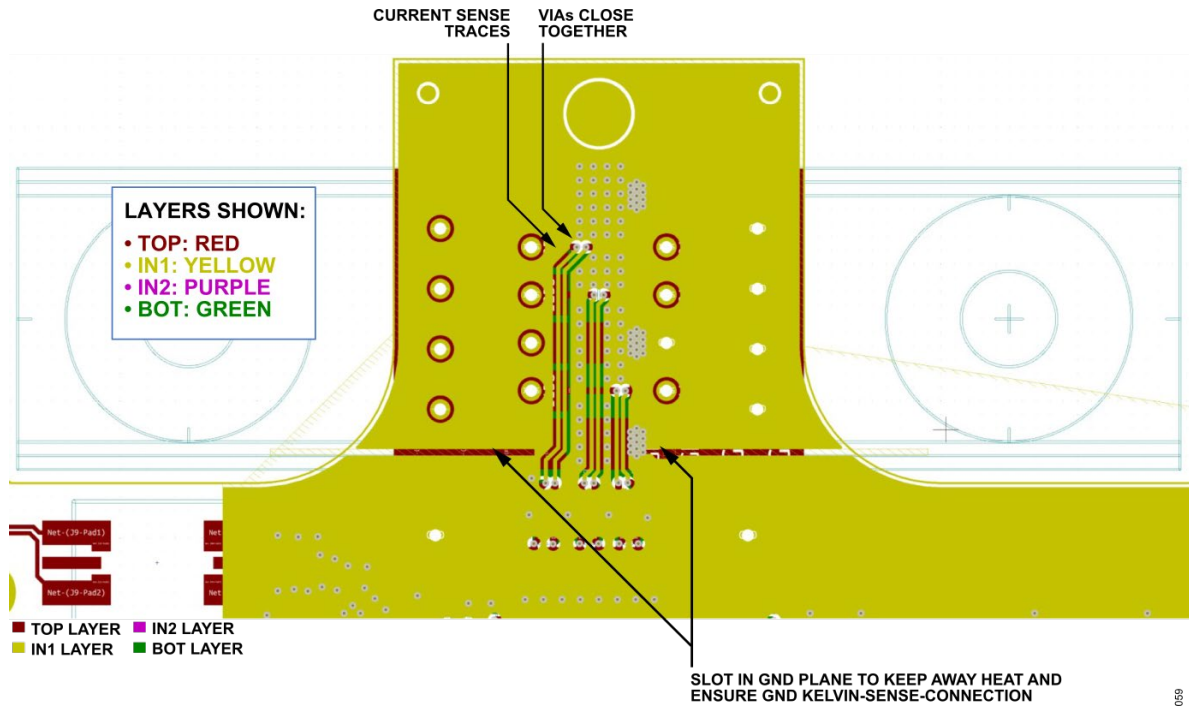 CURRENT SENSE
TRACES
VIAs CLOSE
TOGETHER
LAYERS SHOWN:
• TOP: RED
• IN1: YELLOW
• IN2: PURPLE
• BOT: GREEN
Net-(J9-Pad1)
Net
Net-(J9-Pad2)
Net
TOP LAYER
IN2 LAYER
IN1 LAYER
BOT LAYER
SLOT IN GND PLANE TO KEEP AWAY HEAT AND
ENSURE GND KELVIN-SENSE-CONNECTION
059